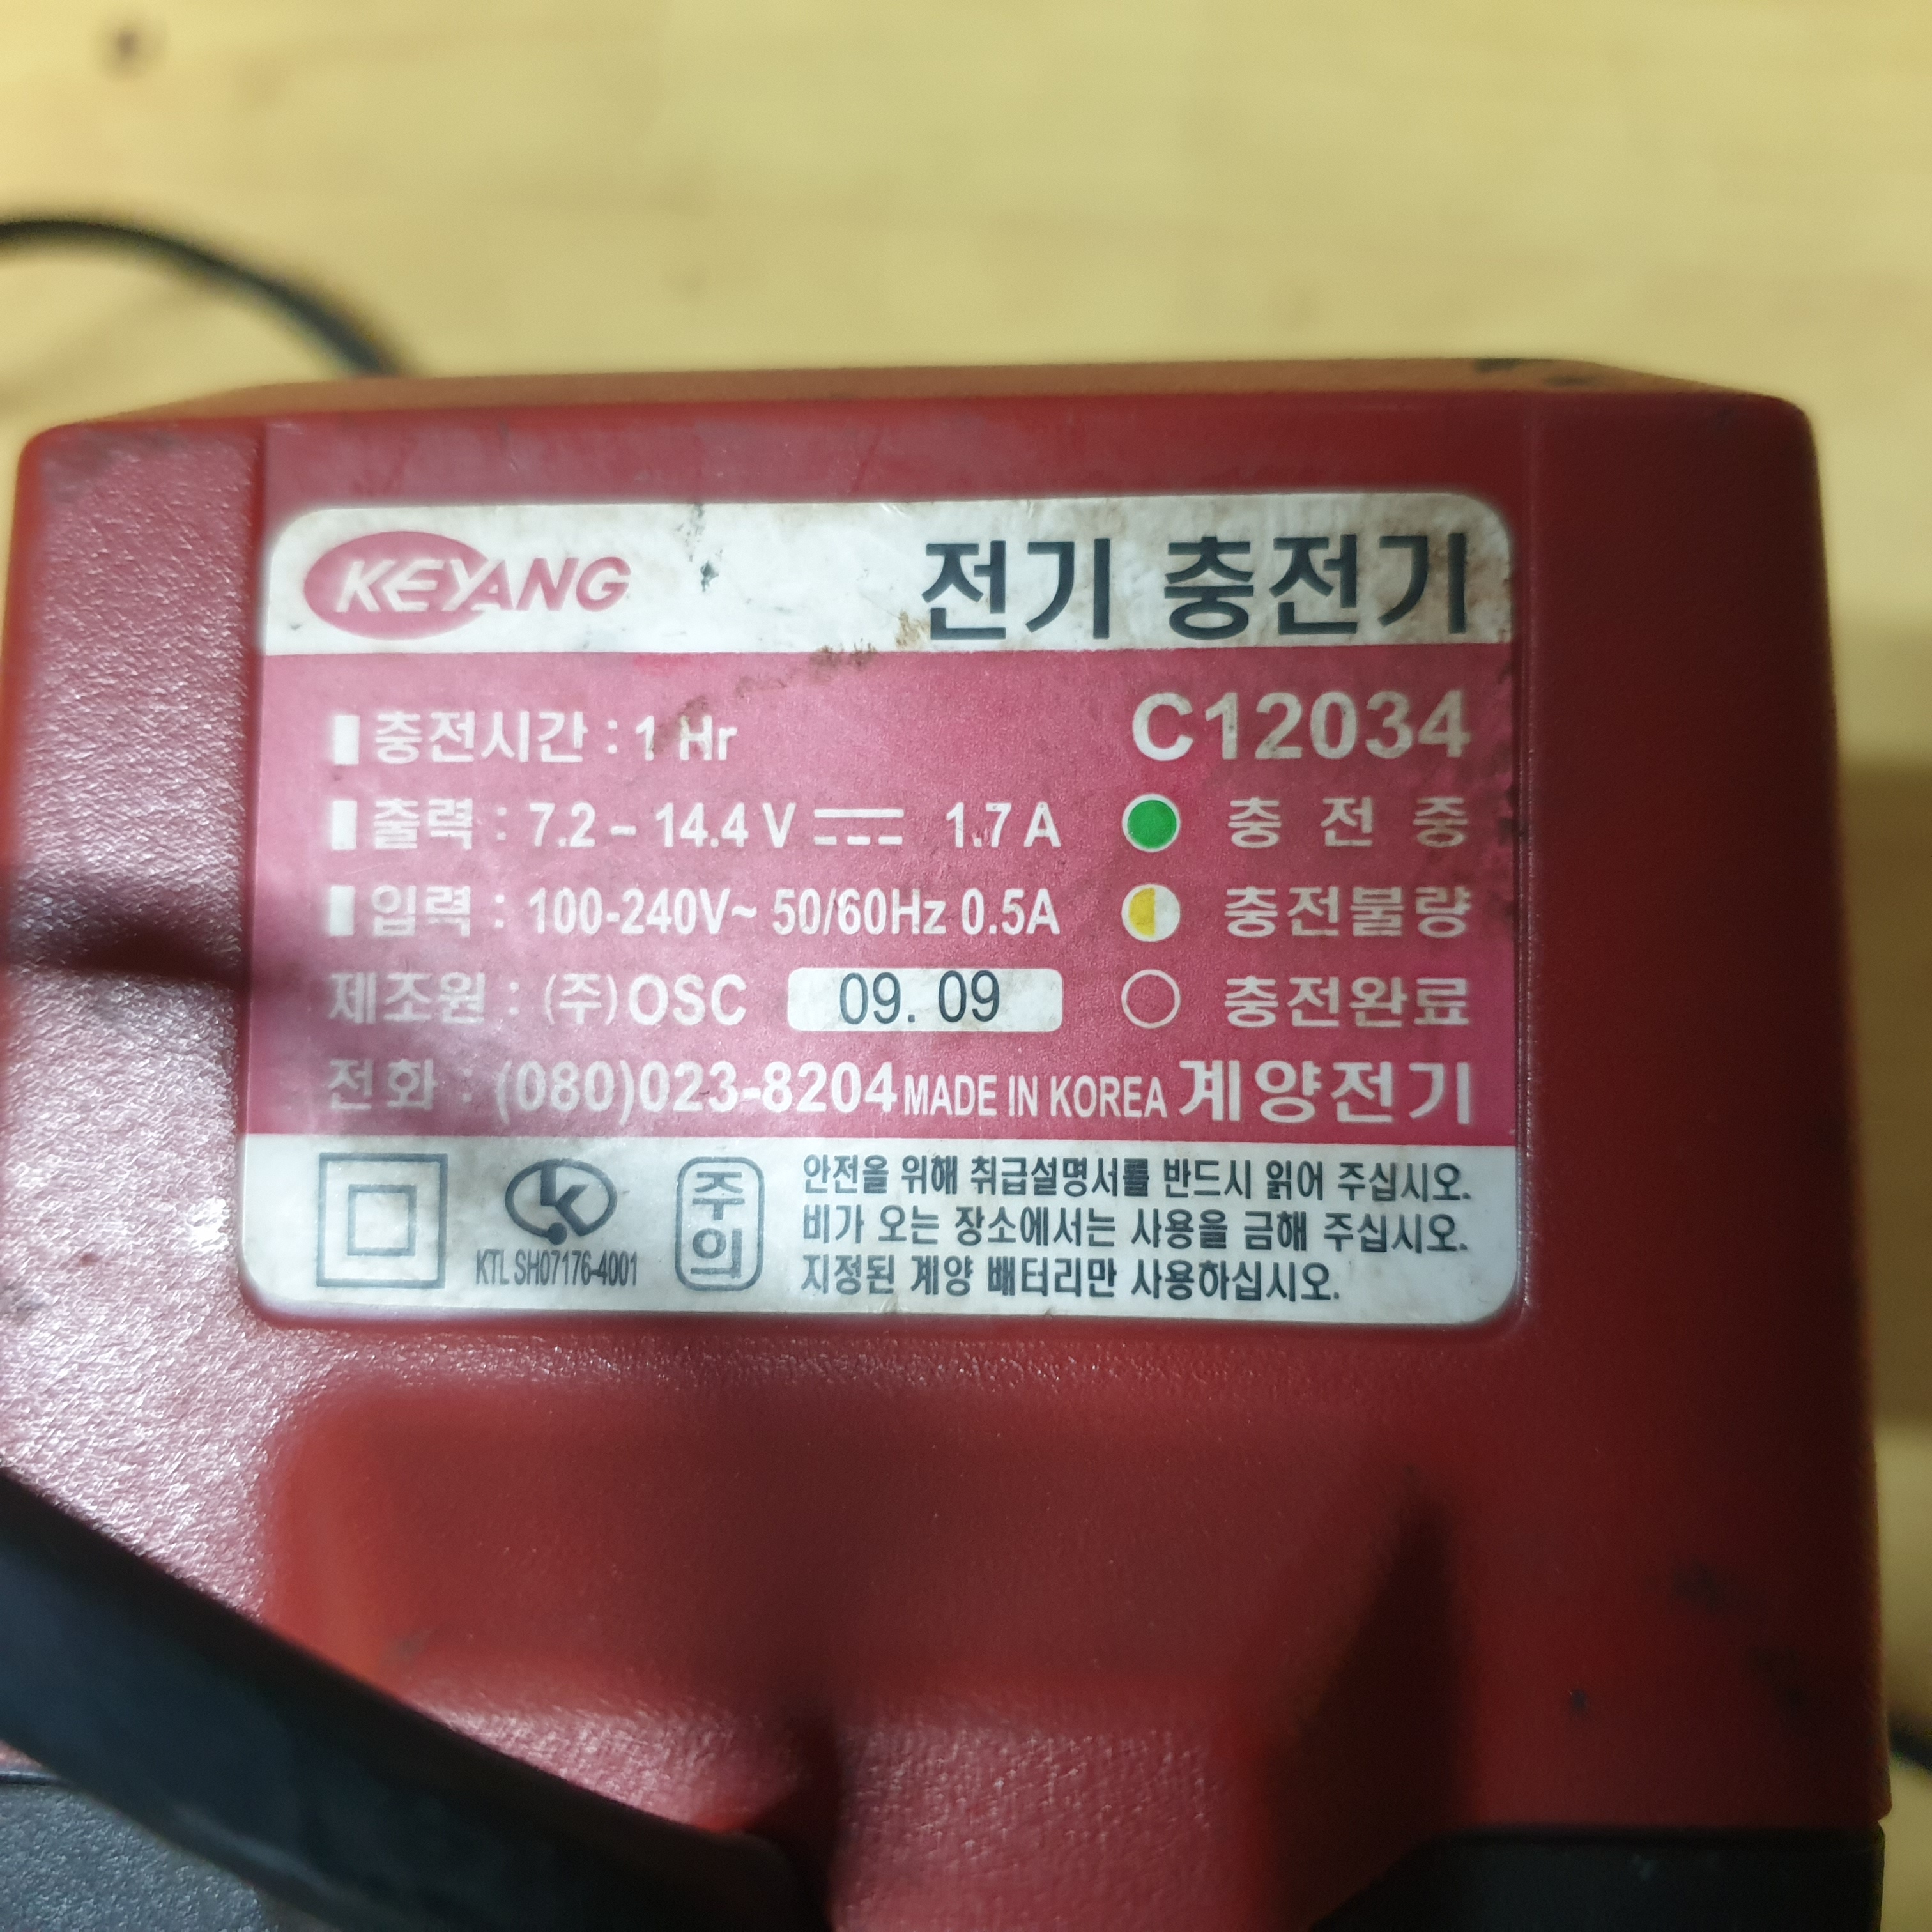 KEYANG 전기 충전기
충전시간 : 1 Hr C12034
출력 : 7.2 ~ 14.4 V 1.7 A 충 전 중
입력 : 100-240V~ 50/60Hz 0.5A 충전불량
제조원 : (주)OSC 09. 09 충전완료
전화 : (080)023-8204 MADE IN KOREA 계양전기
KTL SH07176-4001
주의
안전을 위해 취급설명서를 반드시 읽어 주십시오.
비가 오는 장소에서는 사용을 금해 주십시오.
지정된 계양 배터리만 사용하십시오.